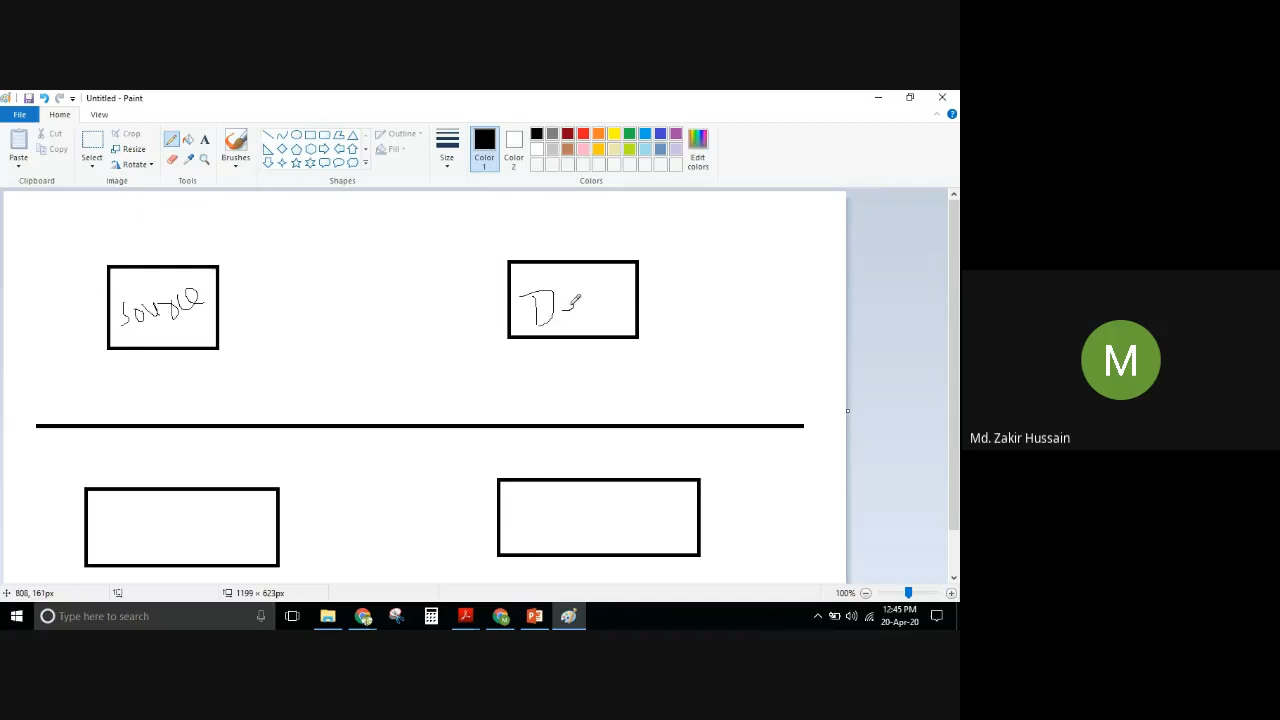 Untitled - Paint
File Home View
Cut
Copy
Paste
Clipboard
Select
Crop
Resize
Rotate
Image
Tools
Brushes
Outline
Fill
Shapes
Size
Color 1
Color 2
Edit colors
Colors
Source
D
808, 161px
1199 × 623px
100%
Type here to search
12:45 PM
20-Apr-20
M
Md. Zakir Hussain